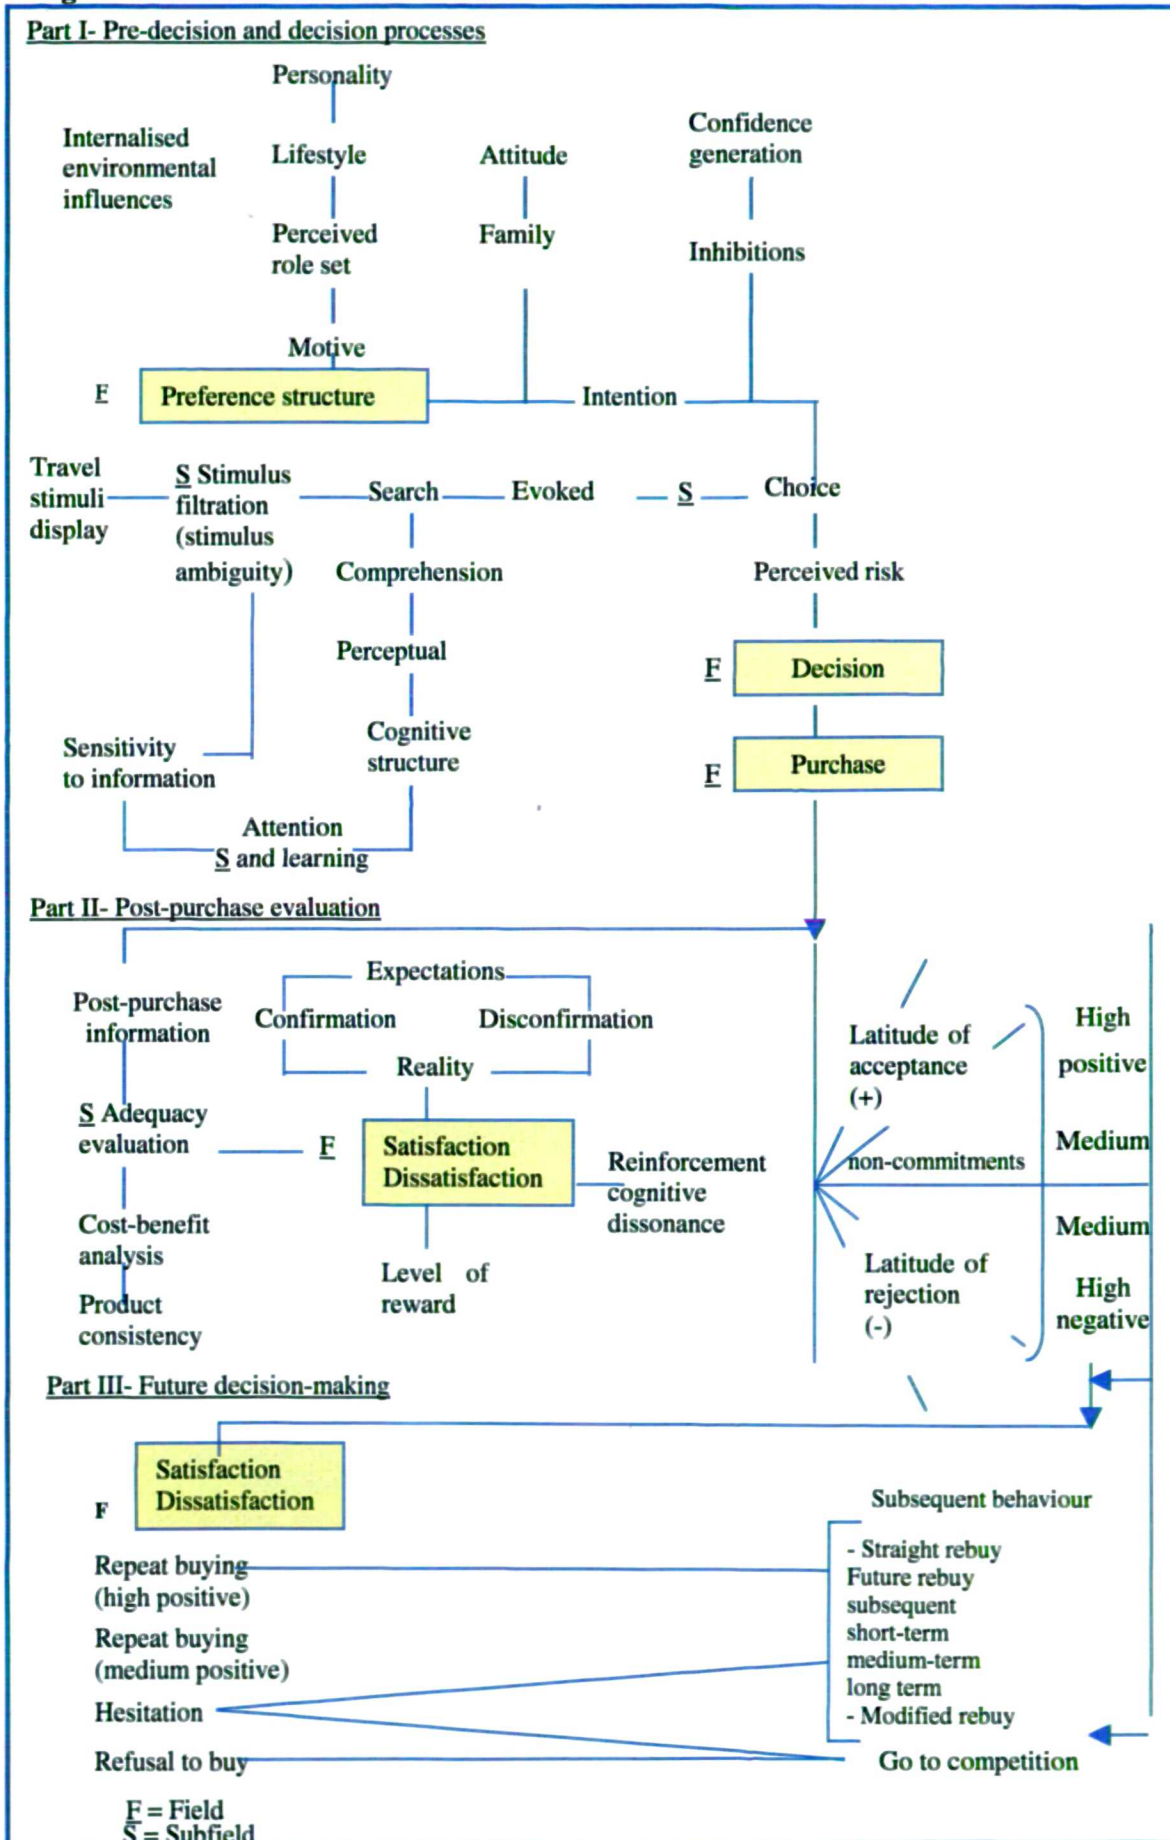 Part I- Pre-decision and decision processes
Personality
Internalised
environmental
influences
Lifestyle
Attitude
Confidence
generation
Perceived
role set
Family
Inhibitions
Motive
F
Preference structure
Intention
Travel
stimuli
display
S Stimulus
filtration
(stimulus
ambiguity)
Search
Evoked
S
Choice
Comprehension
Perceived risk
Perceptual
F
Decision
Sensitivity
to information
Cognitive
structure
F
Purchase
Attention
S and learning
Part II- Post-purchase evaluation
Post-purchase
information
Expectations
Confirmation
Disconfirmation
Reality
Latitude of
acceptance
(+)
High
positive
S Adequacy
evaluation
F
Satisfaction
Dissatisfaction
Reinforcement
cognitive
dissonance
non-commitments
Medium
Medium
Cost-benefit
analysis
Level of
reward
Latitude of
rejection
(-)
High
negative
Product
consistency
Part III- Future decision-making
Satisfaction
Dissatisfaction
F
Subsequent behaviour
Repeat buying
(high positive)
- Straight rebuy
Future rebuy
subsequent
short-term
medium-term
long term
- Modified rebuy
Repeat buying
(medium positive)
Hesitation
Refusal to buy
Go to competition
F = Field
S = Subfield